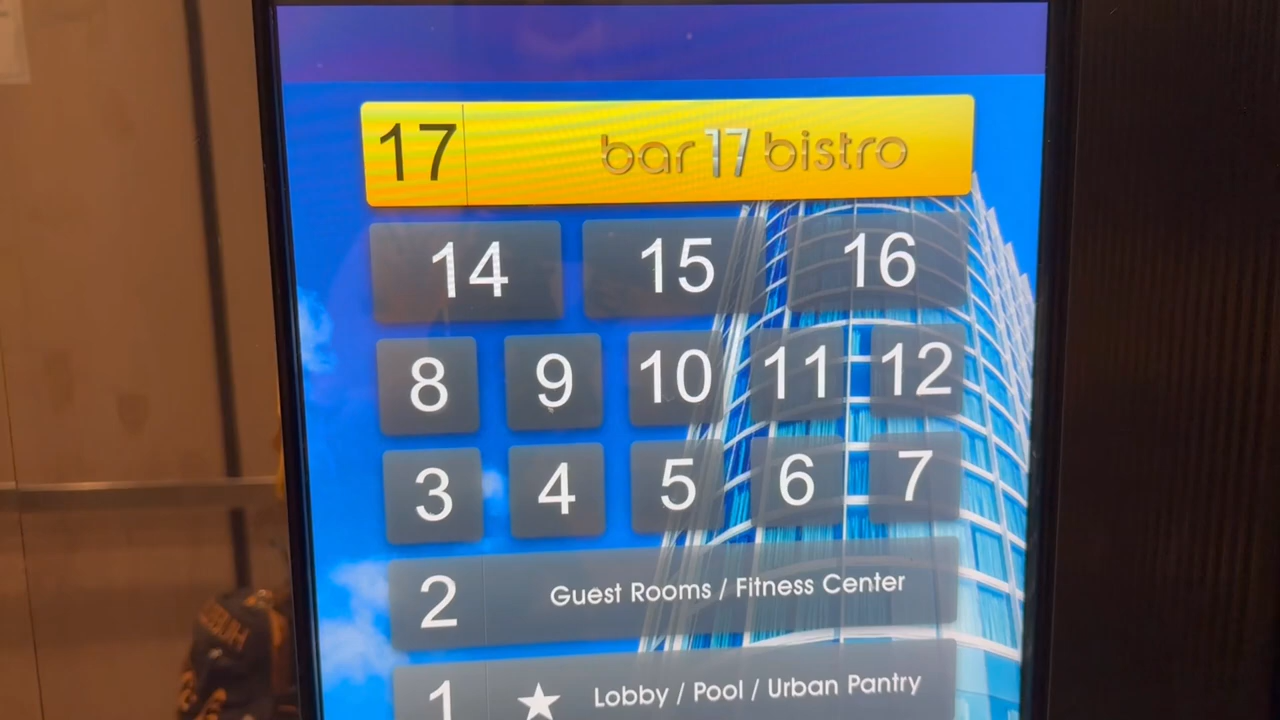 17 bar 17 bistro
14 15 16
8 9 10 11 12
3 4 5 6 7
2 Guest Rooms / Fitness Center
1 ★ Lobby / Pool / Urban Pantry